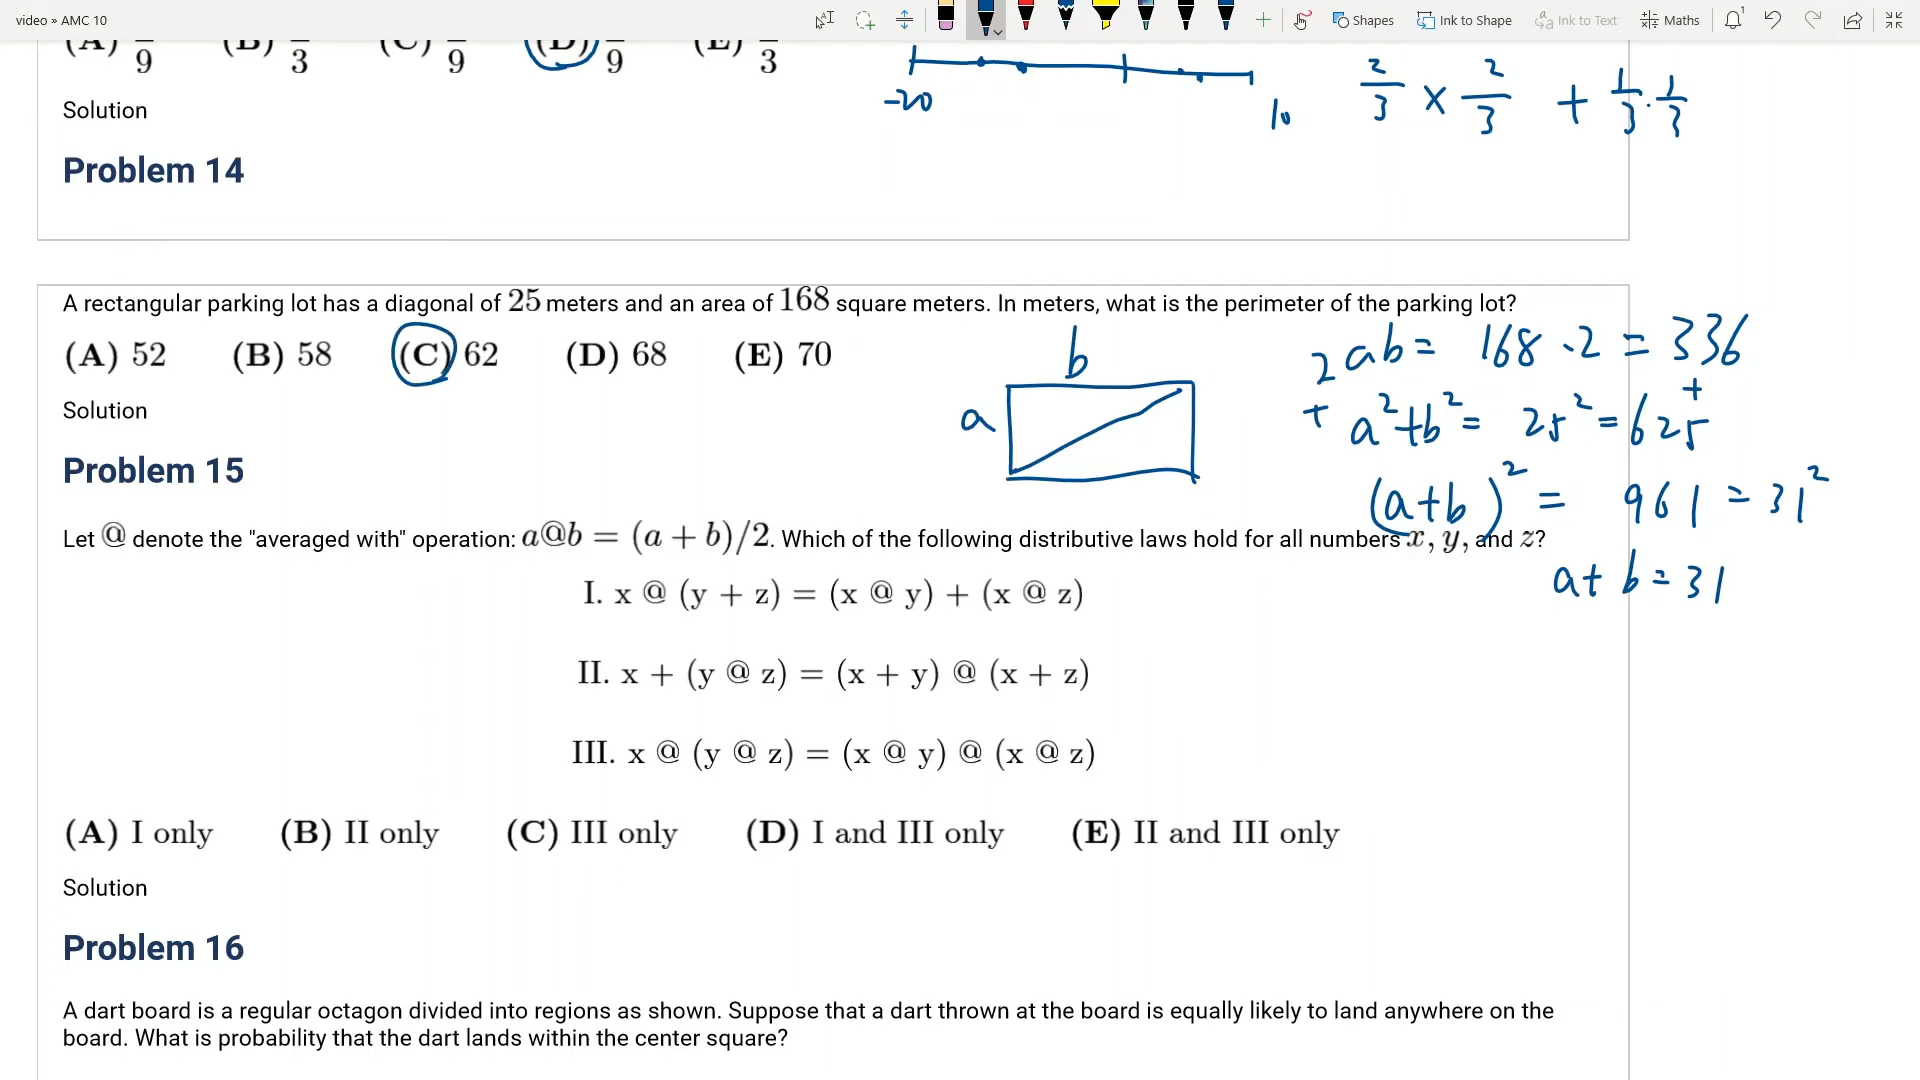 video » AMC 10
Shapes Ink to Shape Ink to Text Maths
(A) 9 (B) 3 (C) 9 (D) 9 (E) 3
-20 10
2/3 × 2/3 + 1/3 · 1/3
Solution
Problem 14
A rectangular parking lot has a diagonal of 25 meters and an area of 168 square meters. In meters, what is the perimeter of the parking lot?
(A) 52 (B) 58 (C) 62 (D) 68 (E) 70
b
a
2ab = 168 · 2 = 336
+ a² + b² = 25² = 625 +
(a+b)² = 961 = 31²
a + b = 31
Solution
Problem 15
Let @ denote the "averaged with" operation: a@b = (a + b)/2. Which of the following distributive laws hold for all numbers x, y, and z?
I. x @ (y + z) = (x @ y) + (x @ z)
II. x + (y @ z) = (x + y) @ (x + z)
III. x @ (y @ z) = (x @ y) @ (x @ z)
(A) I only (B) II only (C) III only (D) I and III only (E) II and III only
Solution
Problem 16
A dart board is a regular octagon divided into regions as shown. Suppose that a dart thrown at the board is equally likely to land anywhere on the
board. What is probability that the dart lands within the center square?